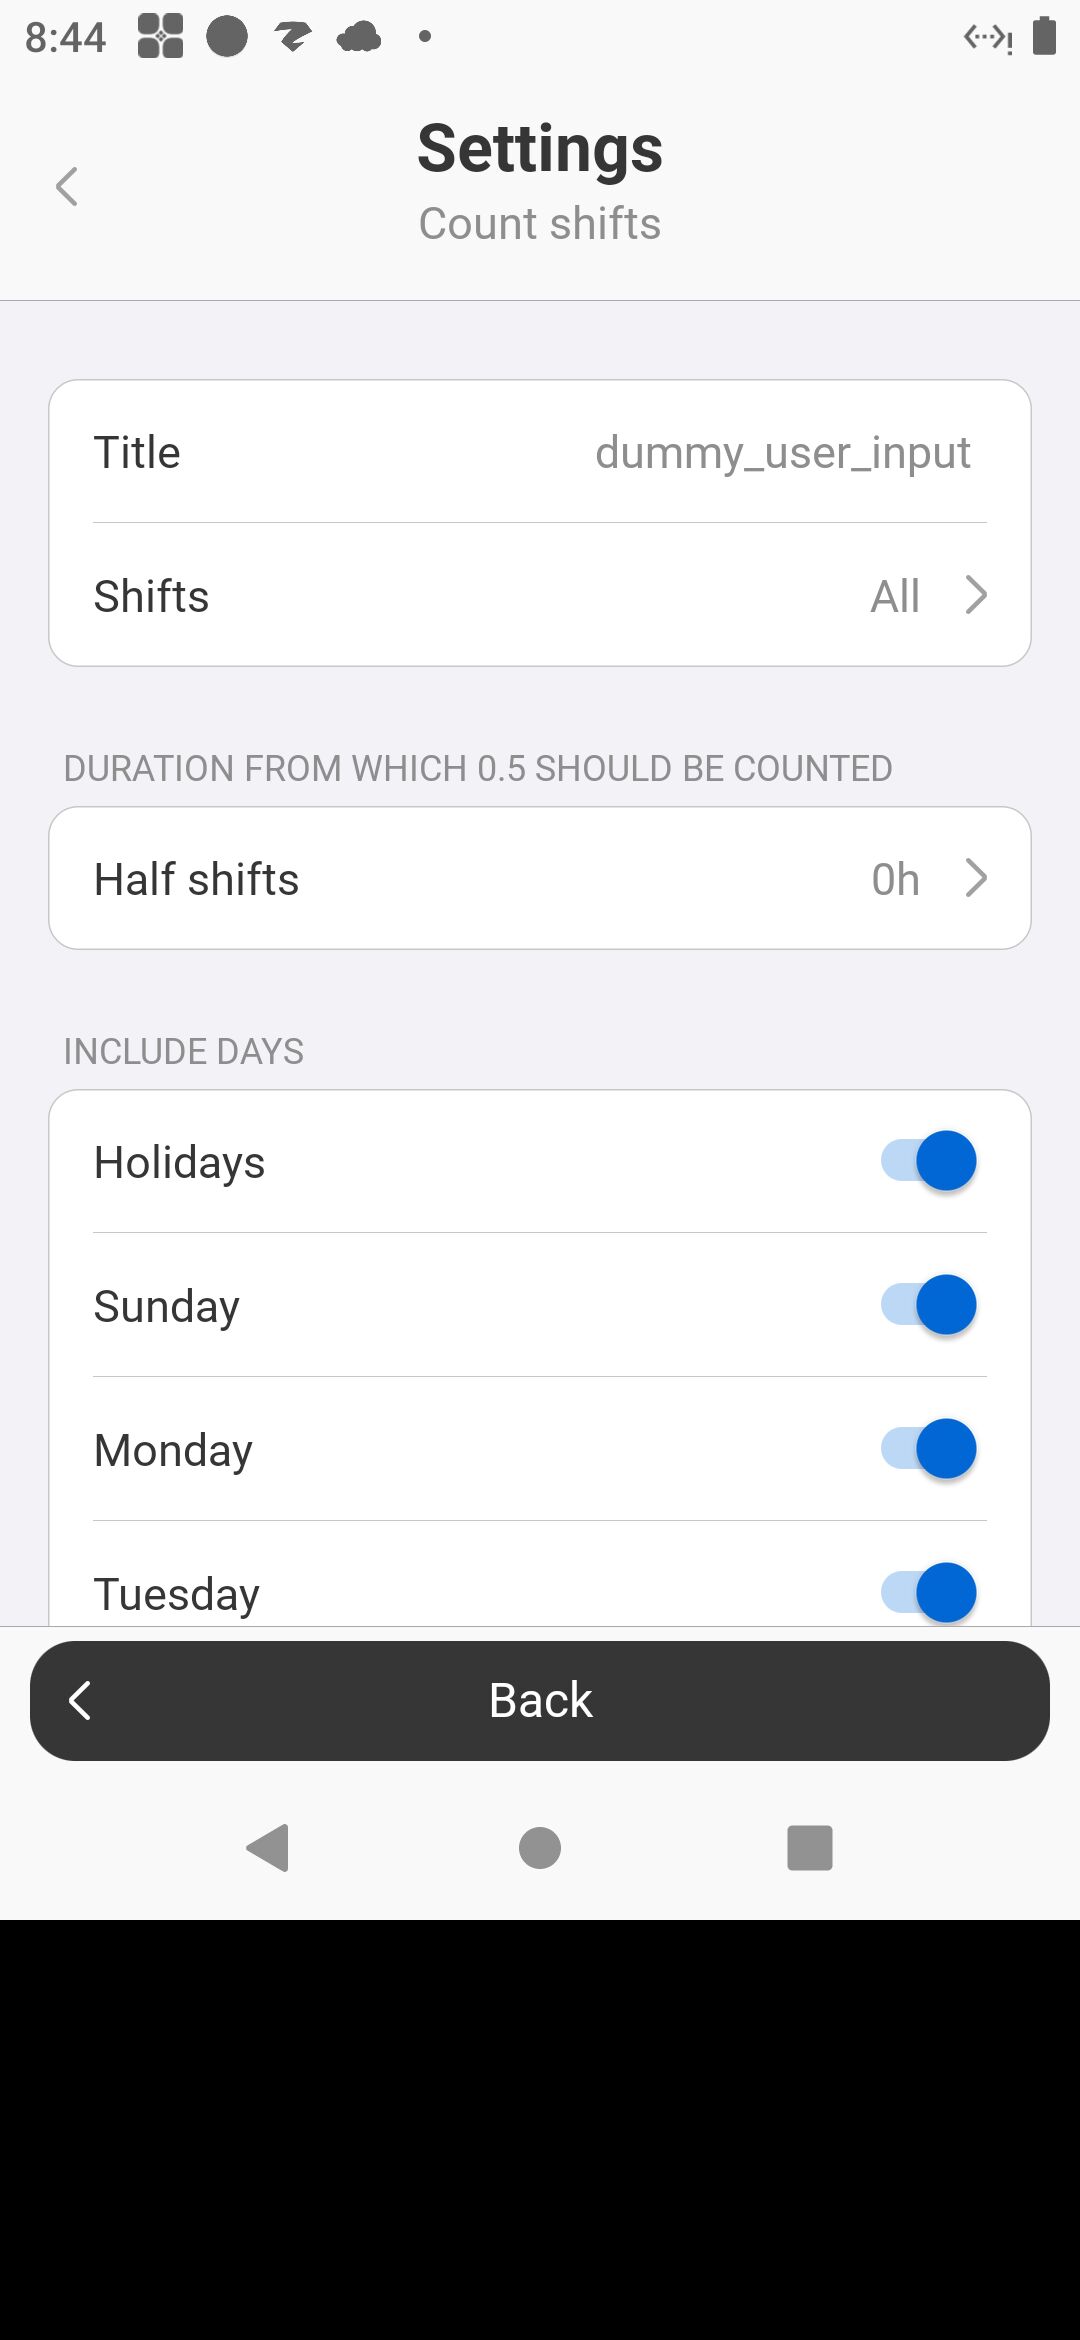 8:44
Settings
Count shifts
Title dummy_user_input
Shifts All
DURATION FROM WHICH 0.5 SHOULD BE COUNTED
Half shifts 0h
INCLUDE DAYS
Holidays
Sunday
Monday
Tuesday
Back